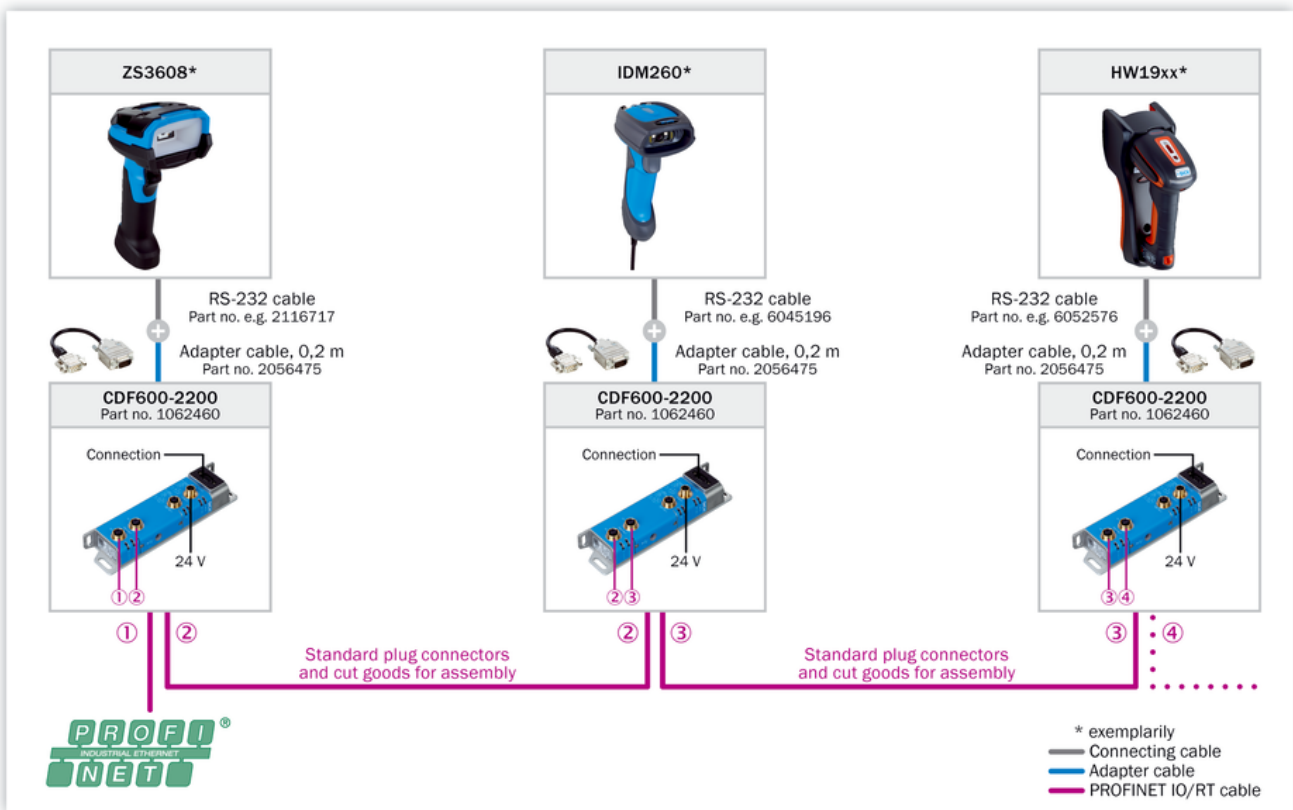 ZS3608*
RS-232 cable
Part no. e.g. 2116717
Adapter cable, 0,2 m
Part no. 2056475
CDF600-2200
Part no. 1062460
Connection
24 V
①②
①
②
IDM260*
RS-232 cable
Part no. e.g. 6045196
Adapter cable, 0,2 m
Part no. 2056475
CDF600-2200
Part no. 1062460
Connection
24 V
②③
②
③
HW19xx*
RS-232 cable
Part no. e.g. 6052576
Adapter cable, 0,2 m
Part no. 2056475
CDF600-2200
Part no. 1062460
Connection
24 V
③④
③
④
Standard plug connectors
and cut goods for assembly
Standard plug connectors
and cut goods for assembly
PROFI®
INDUSTRIAL ETHERNET
NET
* exemplarily
Connecting cable
Adapter cable
PROFINET IO/RT cable